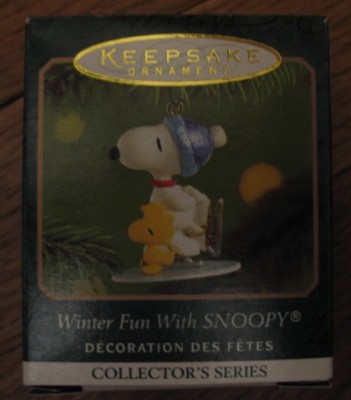 KEEPSAKE
ORNAMENT
Winter Fun With SNOOPY®
DÉCORATION DES FÊTES
COLLECTOR'S SERIES